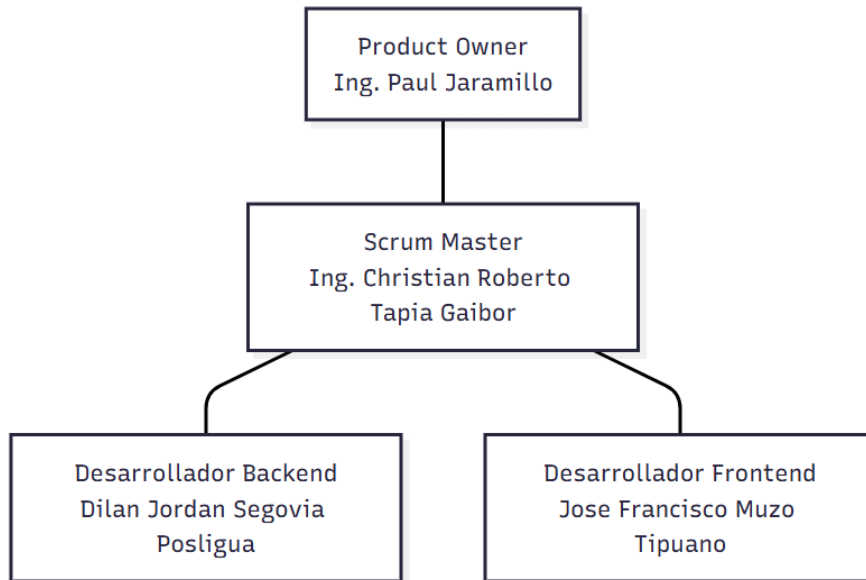 Product Owner
Ing. Paul Jaramillo
Scrum Master
Ing. Christian Roberto
Tapia Gaibor
Desarrollador Backend
Dilan Jordan Segovia
Posligua
Desarrollador Frontend
Jose Francisco Muzo
Tipuano